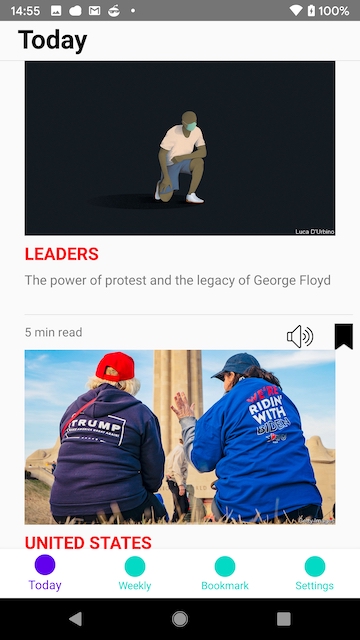 14:55
100%
Today
Luca D'Urbino
LEADERS
The power of protest and the legacy of George Floyd
5 min read
TRUMP
WE'RE
RIDIN'
WITH
BIDEN
UNITED STATES
Today
Weekly
Bookmark
Settings